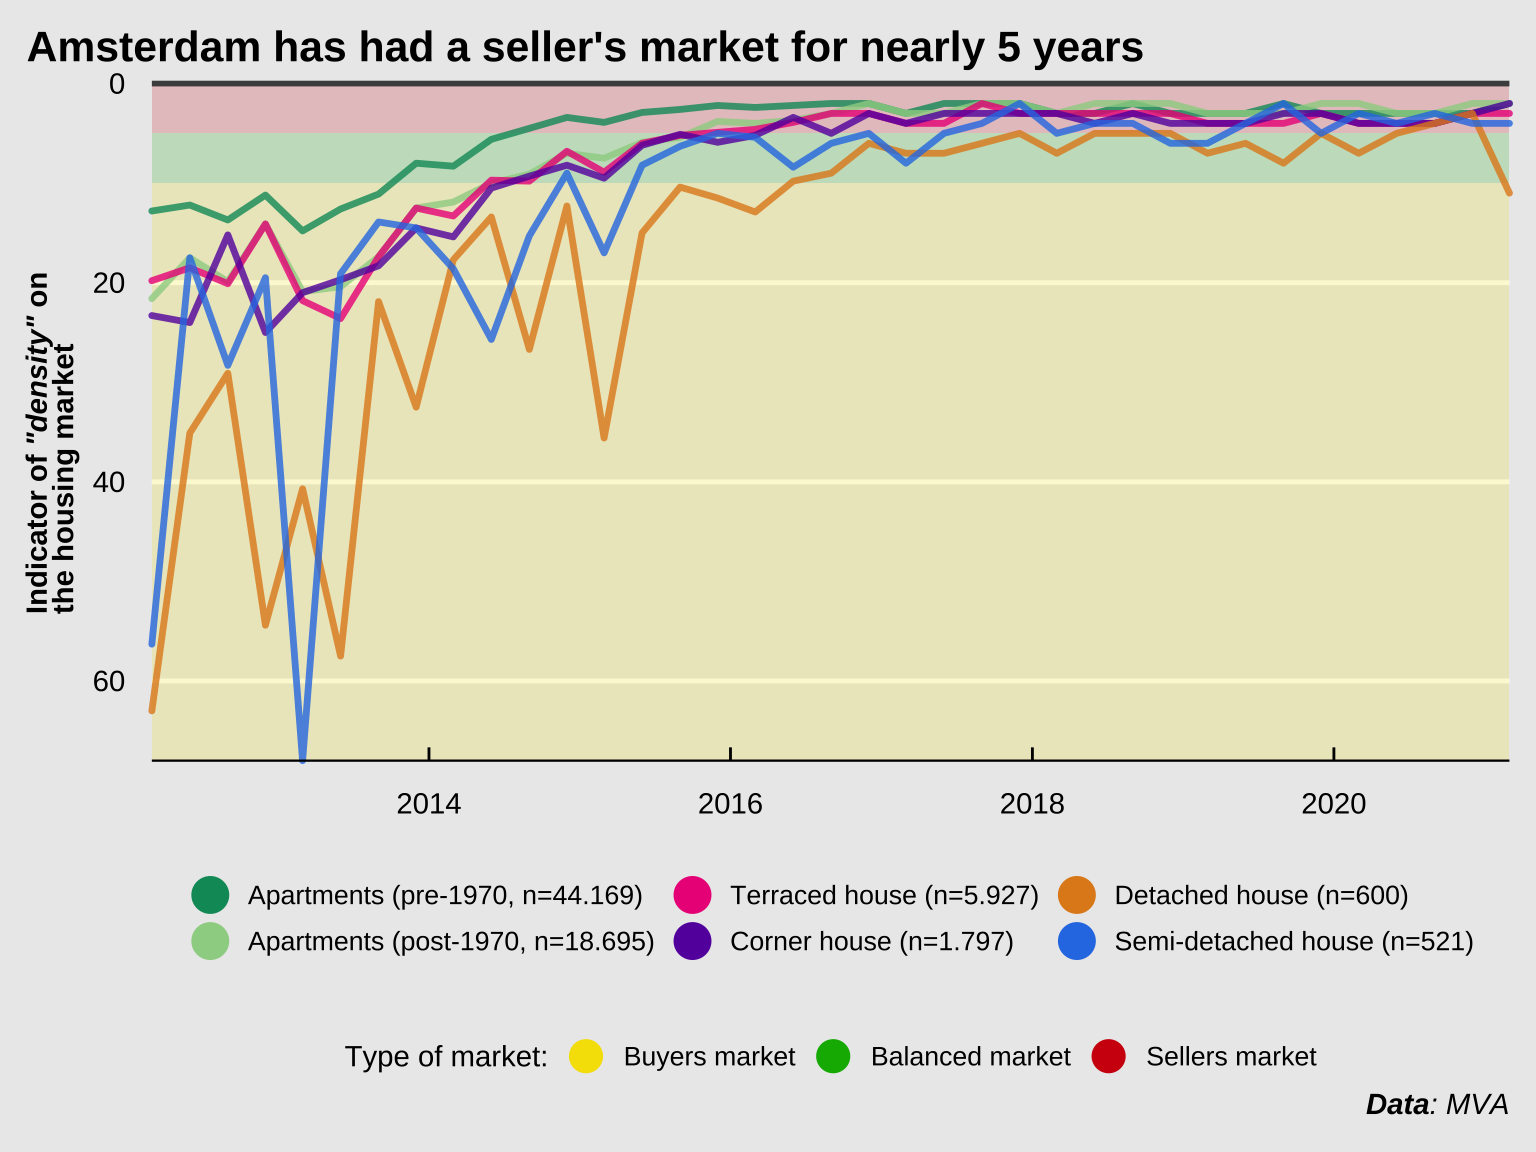 Amsterdam has had a seller's market for nearly 5 years
0
20
40
60
Indicator of "density" on
the housing market
2014 2016 2018 2020
Apartments (pre-1970, n=44.169) Terraced house (n=5.927) Detached house (n=600)
Apartments (post-1970, n=18.695) Corner house (n=1.797) Semi-detached house (n=521)
Type of market: Buyers market Balanced market Sellers market
Data: MVA